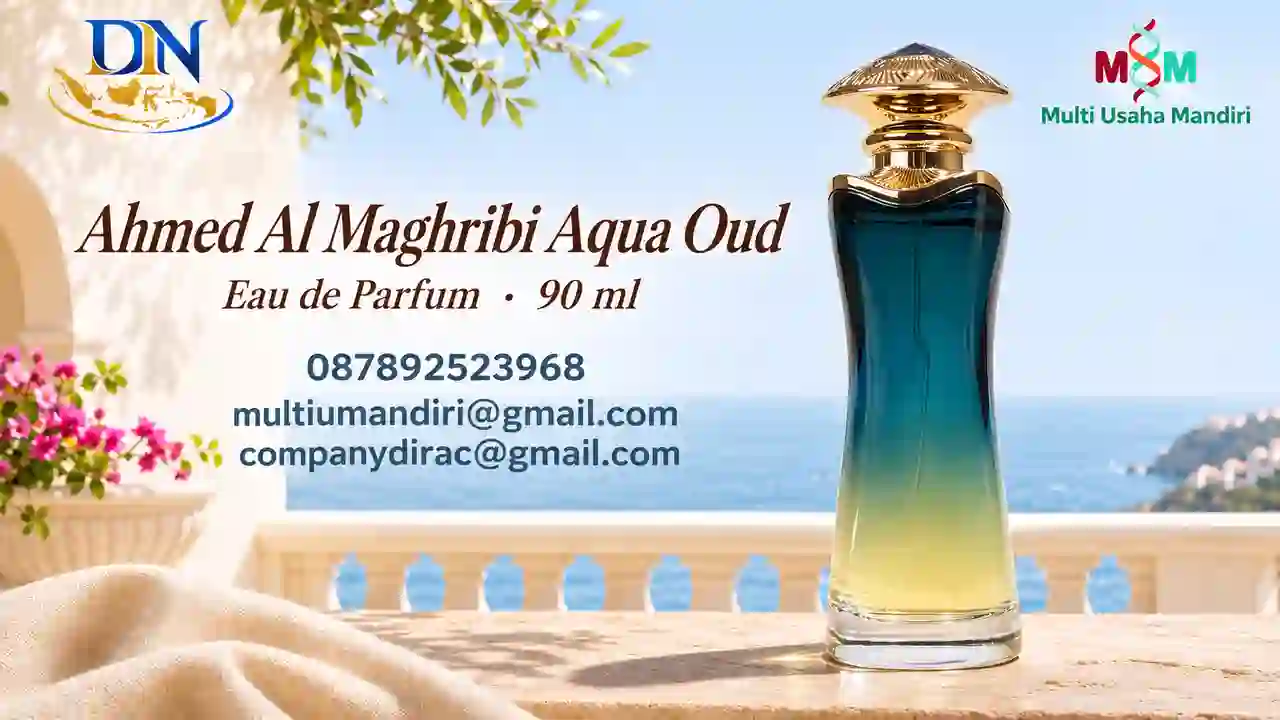 DN
M M
Multi Usaha Mandiri
Ahmed Al Maghribi Aqua Oud
Eau de Parfum · 90 ml
087892523968
multiumandiri@gmail.com
companydirac@gmail.com